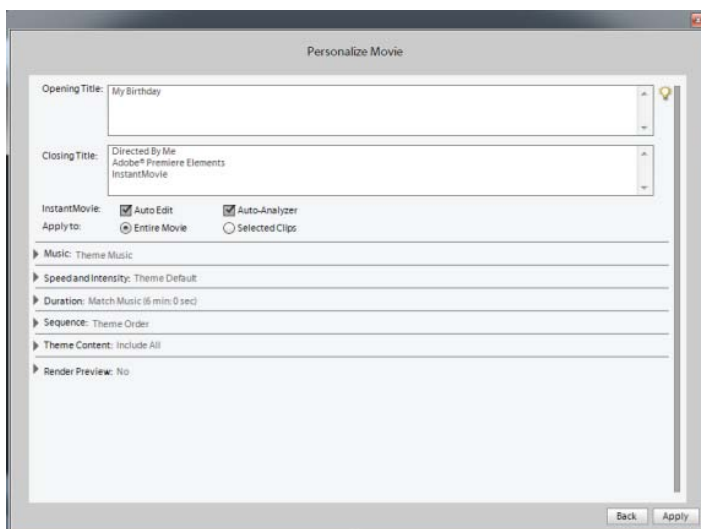 Personalize Movie
Opening Title: My Birthday
Closing Title: Directed By Me
Adobe® Premiere Elements
InstantMovie
InstantMovie: Auto Edit Auto-Analyzer
Apply to: Entire Movie Selected Clips
Music: Theme Music
Speed and Intensity: Theme Default
Duration: Match Music (6 min: 0 sec)
Sequence: Theme Order
Theme Content: Include All
Render Preview: No
Back Apply